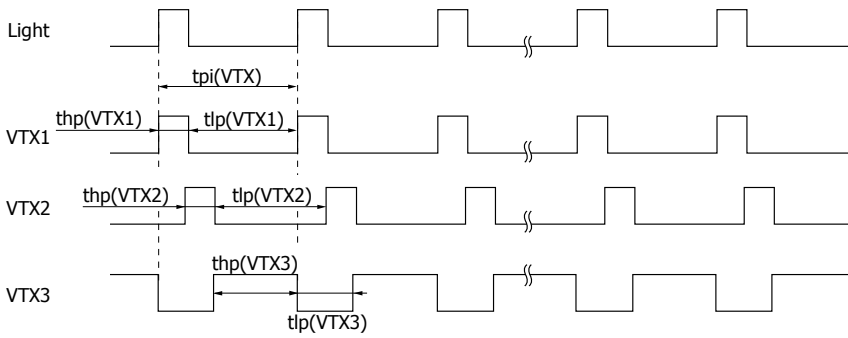 Light
tpi(VTX)
thp(VTX1) tlp(VTX1)
VTX1
thp(VTX2) tlp(VTX2)
VTX2
thp(VTX3)
VTX3
tlp(VTX3)